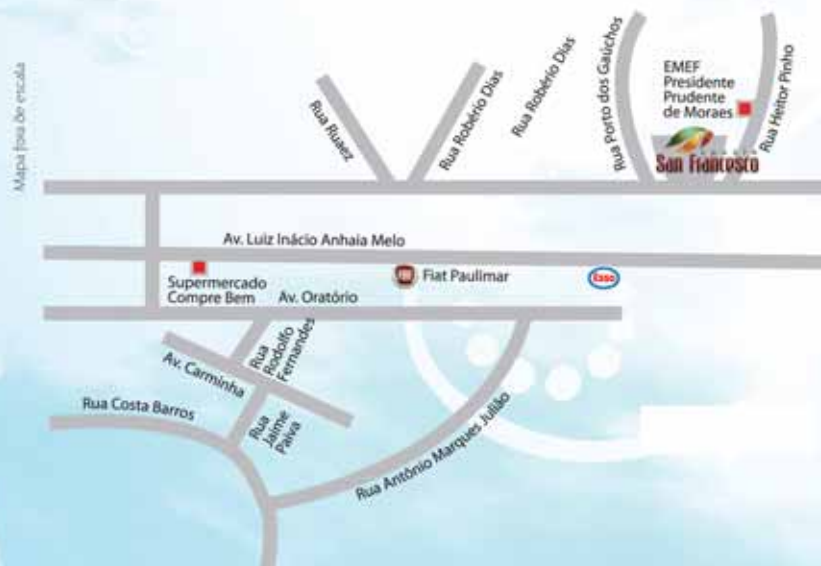 Mapa fora de escala
Rua Ruaez
Rua Robério Dias
Rua Robério Dias
Rua Porto dos Gaúchos
EMEF
Presidente
Prudente
de Moraes
Rua Heitor Pinho
San Francesco
Av. Luiz Inácio Anhaia Melo
Supermercado
Compre Bem
Av. Oratório
Fiat Paulimar
Esso
Av. Carminha
Rua
Rodolfo
Fernandes
Rua Costa Barros
Rua
Jaime
Paiva
Rua Antônio Marques Julião